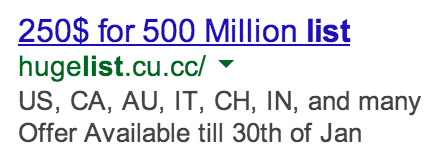 250$ for 500 Million list
hugelist.cu.cc/
US, CA, AU, IT, CH, IN, and many
Offer Available till 30th of Jan